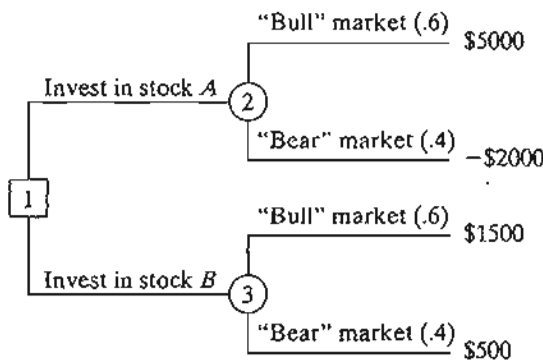 "Bull" market (.6)
$5000
Invest in stock A
2
"Bear" market (.4)
−$2000
1
"Bull" market (.6)
$1500
Invest in stock B
3
"Bear" market (.4)
$500